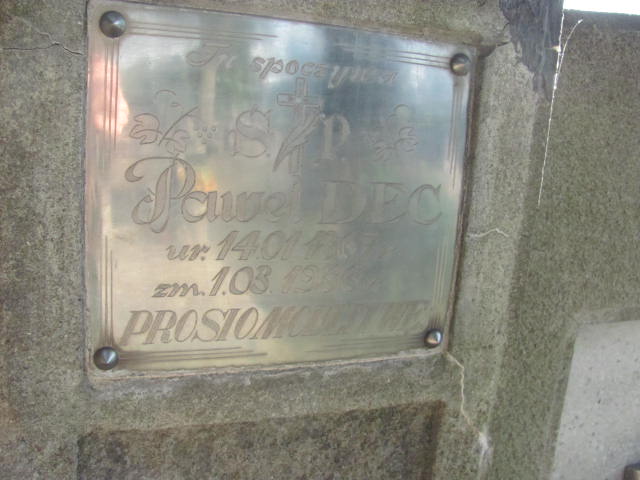 Tu spoczywa
Ś. P.
Paweł DEC
ur. 14.01
zm. 1.03.
PROSI O MODLITWĘ